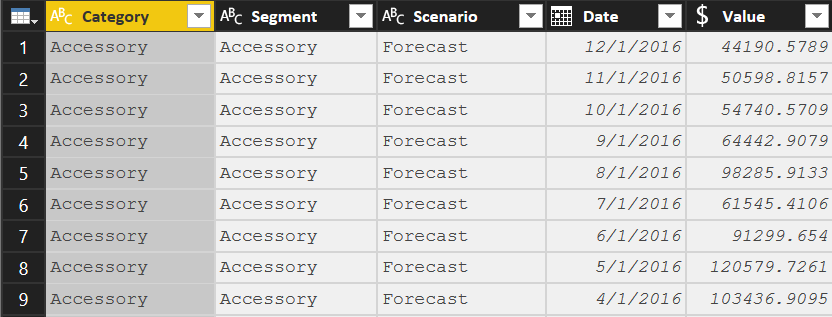 ABC Category ABC Segment ABC Scenario Date $ Value
1 Accessory Accessory Forecast 12/1/2016 44190.5789
2 Accessory Accessory Forecast 11/1/2016 50598.8157
3 Accessory Accessory Forecast 10/1/2016 54740.5709
4 Accessory Accessory Forecast 9/1/2016 64442.9079
5 Accessory Accessory Forecast 8/1/2016 98285.9133
6 Accessory Accessory Forecast 7/1/2016 61545.4106
7 Accessory Accessory Forecast 6/1/2016 91299.654
8 Accessory Accessory Forecast 5/1/2016 120579.7261
9 Accessory Accessory Forecast 4/1/2016 103436.9095